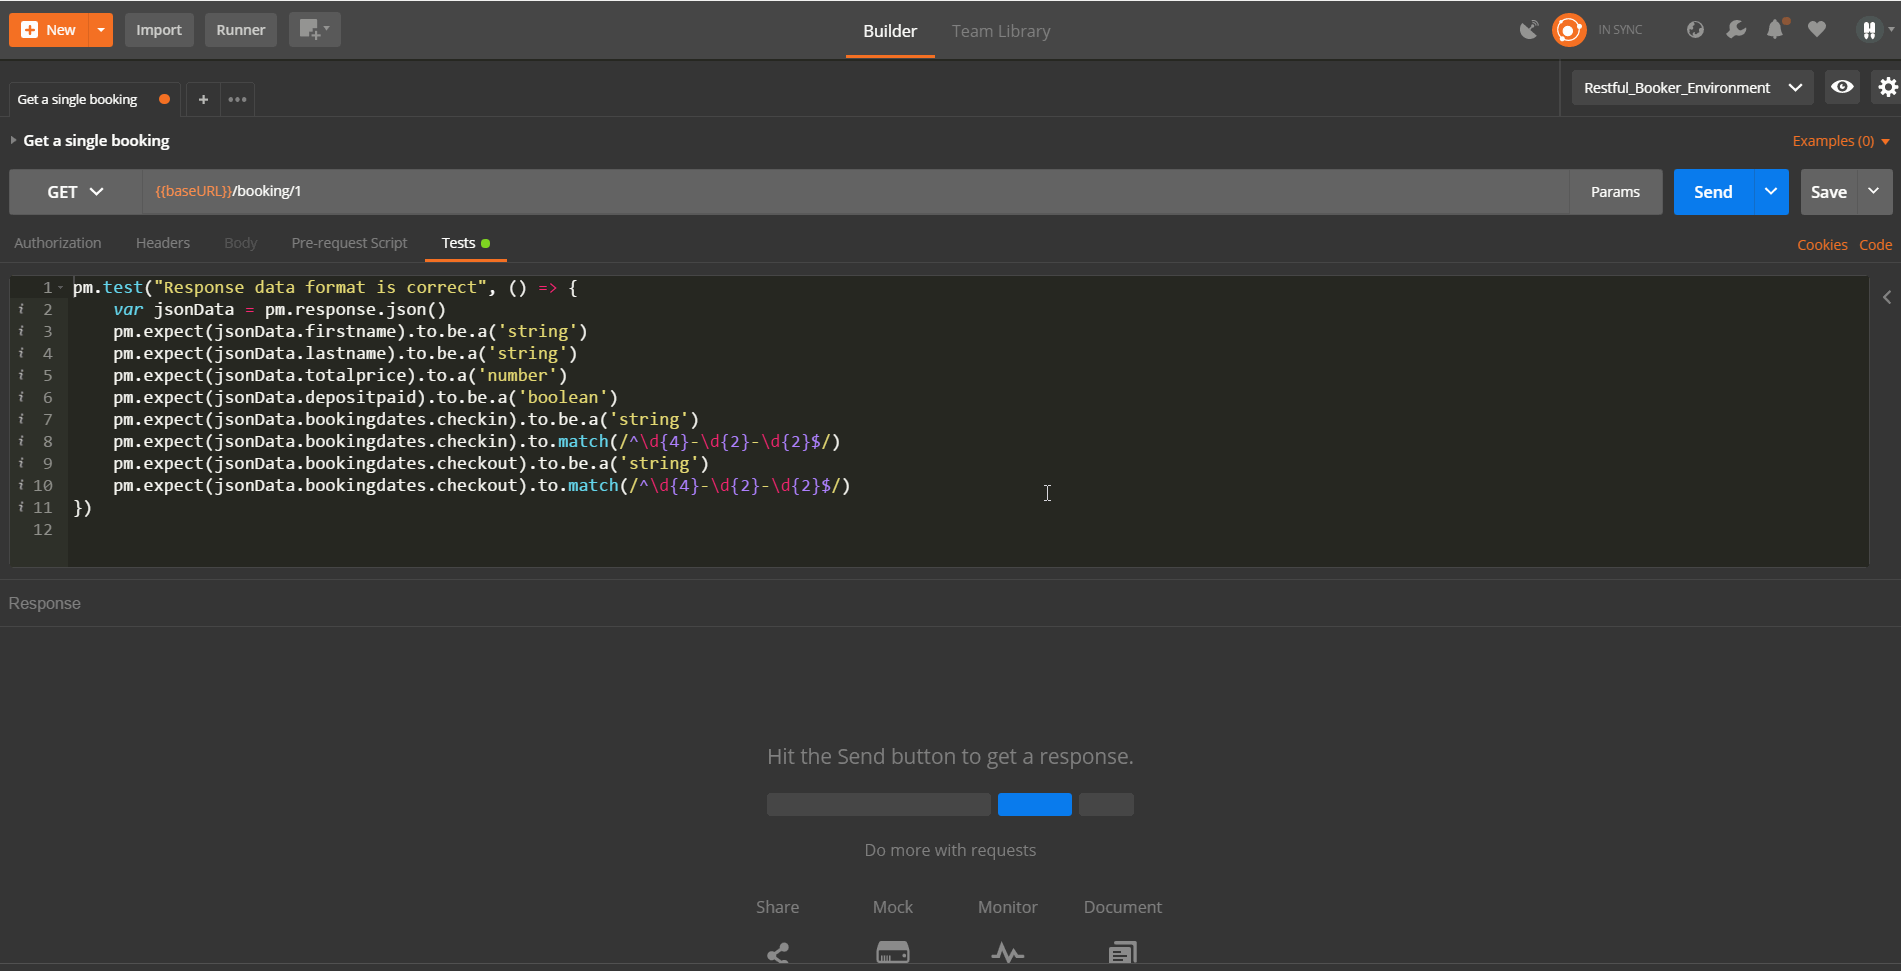 New Import Runner Builder Team Library IN SYNC
Get a single booking + ••• Restful_Booker_Environment
Get a single booking Examples (0)
GET {{baseURL}}/booking/1 Params Send Save
Authorization Headers Body Pre-request Script Tests Cookies Code
1 pm.test("Response data format is correct", () => {
i 2     var jsonData = pm.response.json()
i 3     pm.expect(jsonData.firstname).to.be.a('string')
i 4     pm.expect(jsonData.lastname).to.be.a('string')
i 5     pm.expect(jsonData.totalprice).to.a('number')
i 6     pm.expect(jsonData.depositpaid).to.be.a('boolean')
i 7     pm.expect(jsonData.bookingdates.checkin).to.be.a('string')
i 8     pm.expect(jsonData.bookingdates.checkin).to.match(/^\d{4}-\d{2}-\d{2}$/)
i 9     pm.expect(jsonData.bookingdates.checkout).to.be.a('string')
i 10     pm.expect(jsonData.bookingdates.checkout).to.match(/^\d{4}-\d{2}-\d{2}$/)
i 11 })
12
Response
Hit the Send button to get a response.
Do more with requests
Share Mock Monitor Document